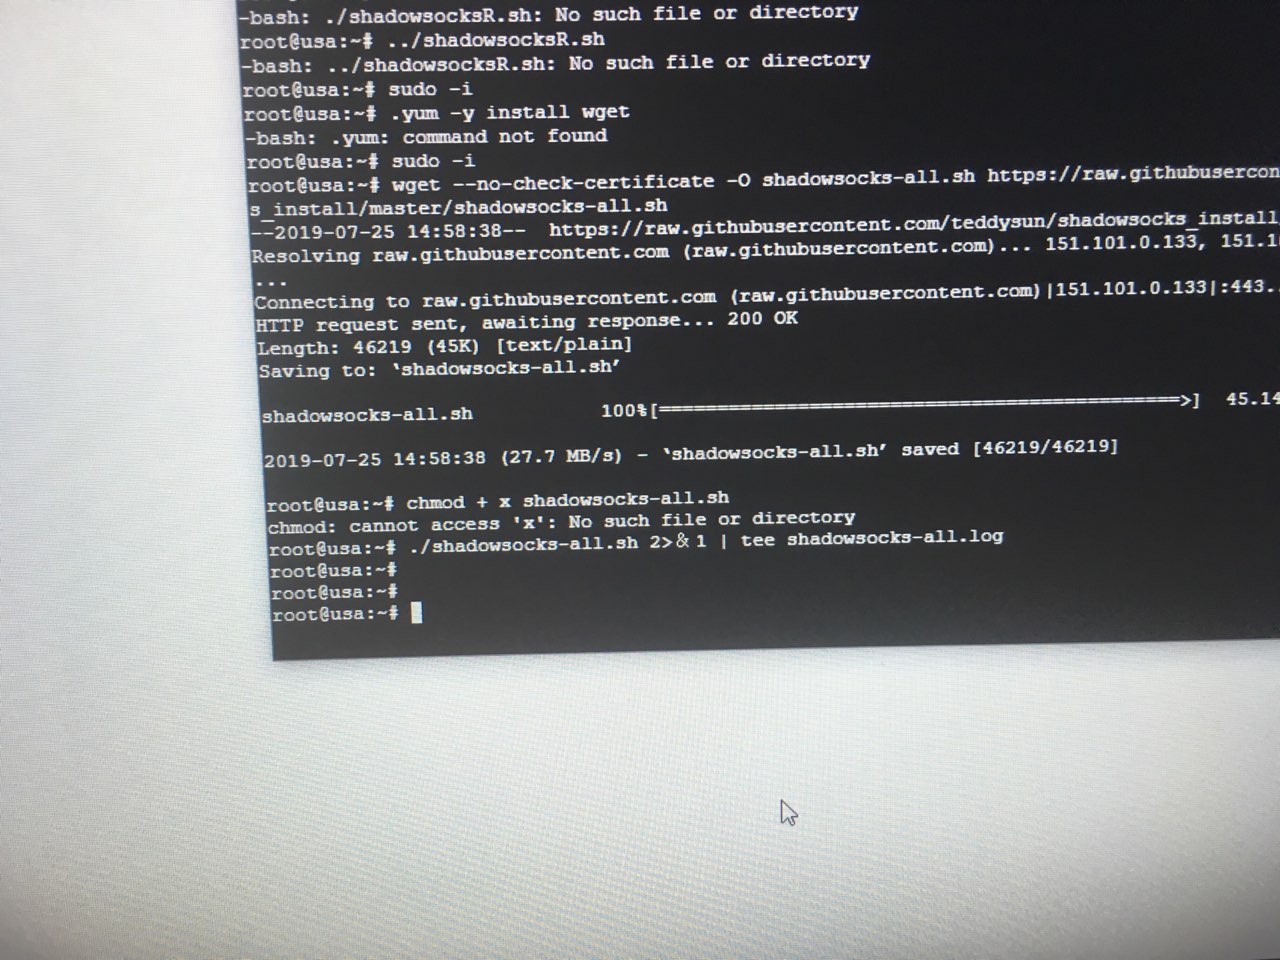 -bash: ./shadowsocksR.sh: No such file or directory
root@usa:~# ../shadowsocksR.sh
-bash: ../shadowsocksR.sh: No such file or directory
root@usa:~# sudo -i
root@usa:~# .yum -y install wget
-bash: .yum: command not found
root@usa:~# sudo -i
root@usa:~# wget --no-check-certificate -O shadowsocks-all.sh https://raw.githubusercon
s_install/master/shadowsocks-all.sh
--2019-07-25 14:58:38--  https://raw.githubusercontent.com/teddysun/shadowsocks_install
Resolving raw.githubusercontent.com (raw.githubusercontent.com)... 151.101.0.133, 151.1
...
Connecting to raw.githubusercontent.com (raw.githubusercontent.com)|151.101.0.133|:443..
HTTP request sent, awaiting response... 200 OK
Length: 46219 (45K) [text/plain]
Saving to: ‘shadowsocks-all.sh’
shadowsocks-all.sh 100%[=============================================>] 45.14
2019-07-25 14:58:38 (27.7 MB/s) - ‘shadowsocks-all.sh’ saved [46219/46219]
root@usa:~# chmod + x shadowsocks-all.sh
chmod: cannot access 'x': No such file or directory
root@usa:~# ./shadowsocks-all.sh 2>& 1 | tee shadowsocks-all.log
root@usa:~#
root@usa:~#
root@usa:~#